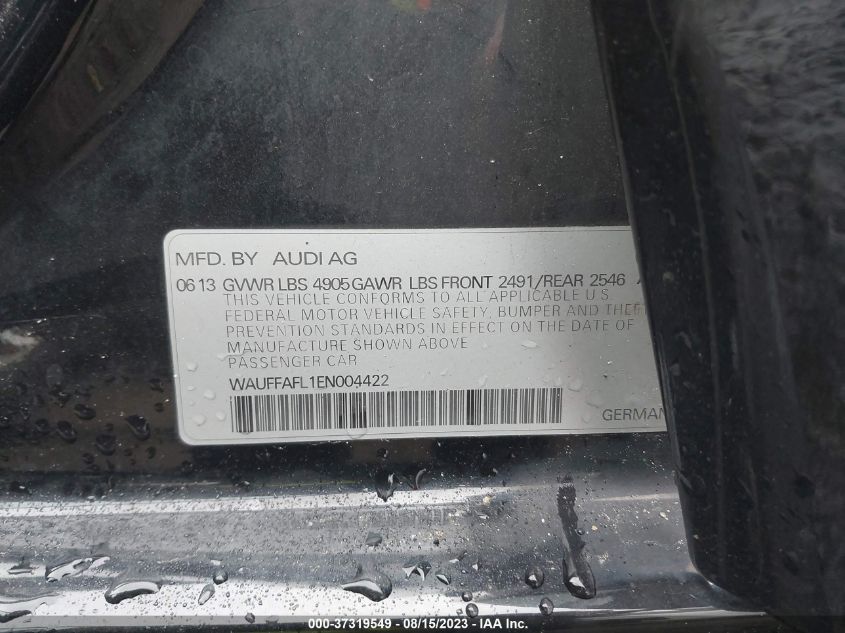 MFD. BY AUDI AG
06 13 GVWR LBS 4905 GAWR LBS FRONT 2491/REAR 2546
THIS VEHICLE CONFORMS TO ALL APPLICABLE U.S.
FEDERAL MOTOR VEHICLE SAFETY, BUMPER AND THEFT
PREVENTION STANDARDS IN EFFECT ON THE DATE OF
MANUFACTURE SHOWN ABOVE
PASSENGER CAR
WAUFFAFL1EN004422
GERMAN
000-37319549 - 08/15/2023 - IAA Inc.